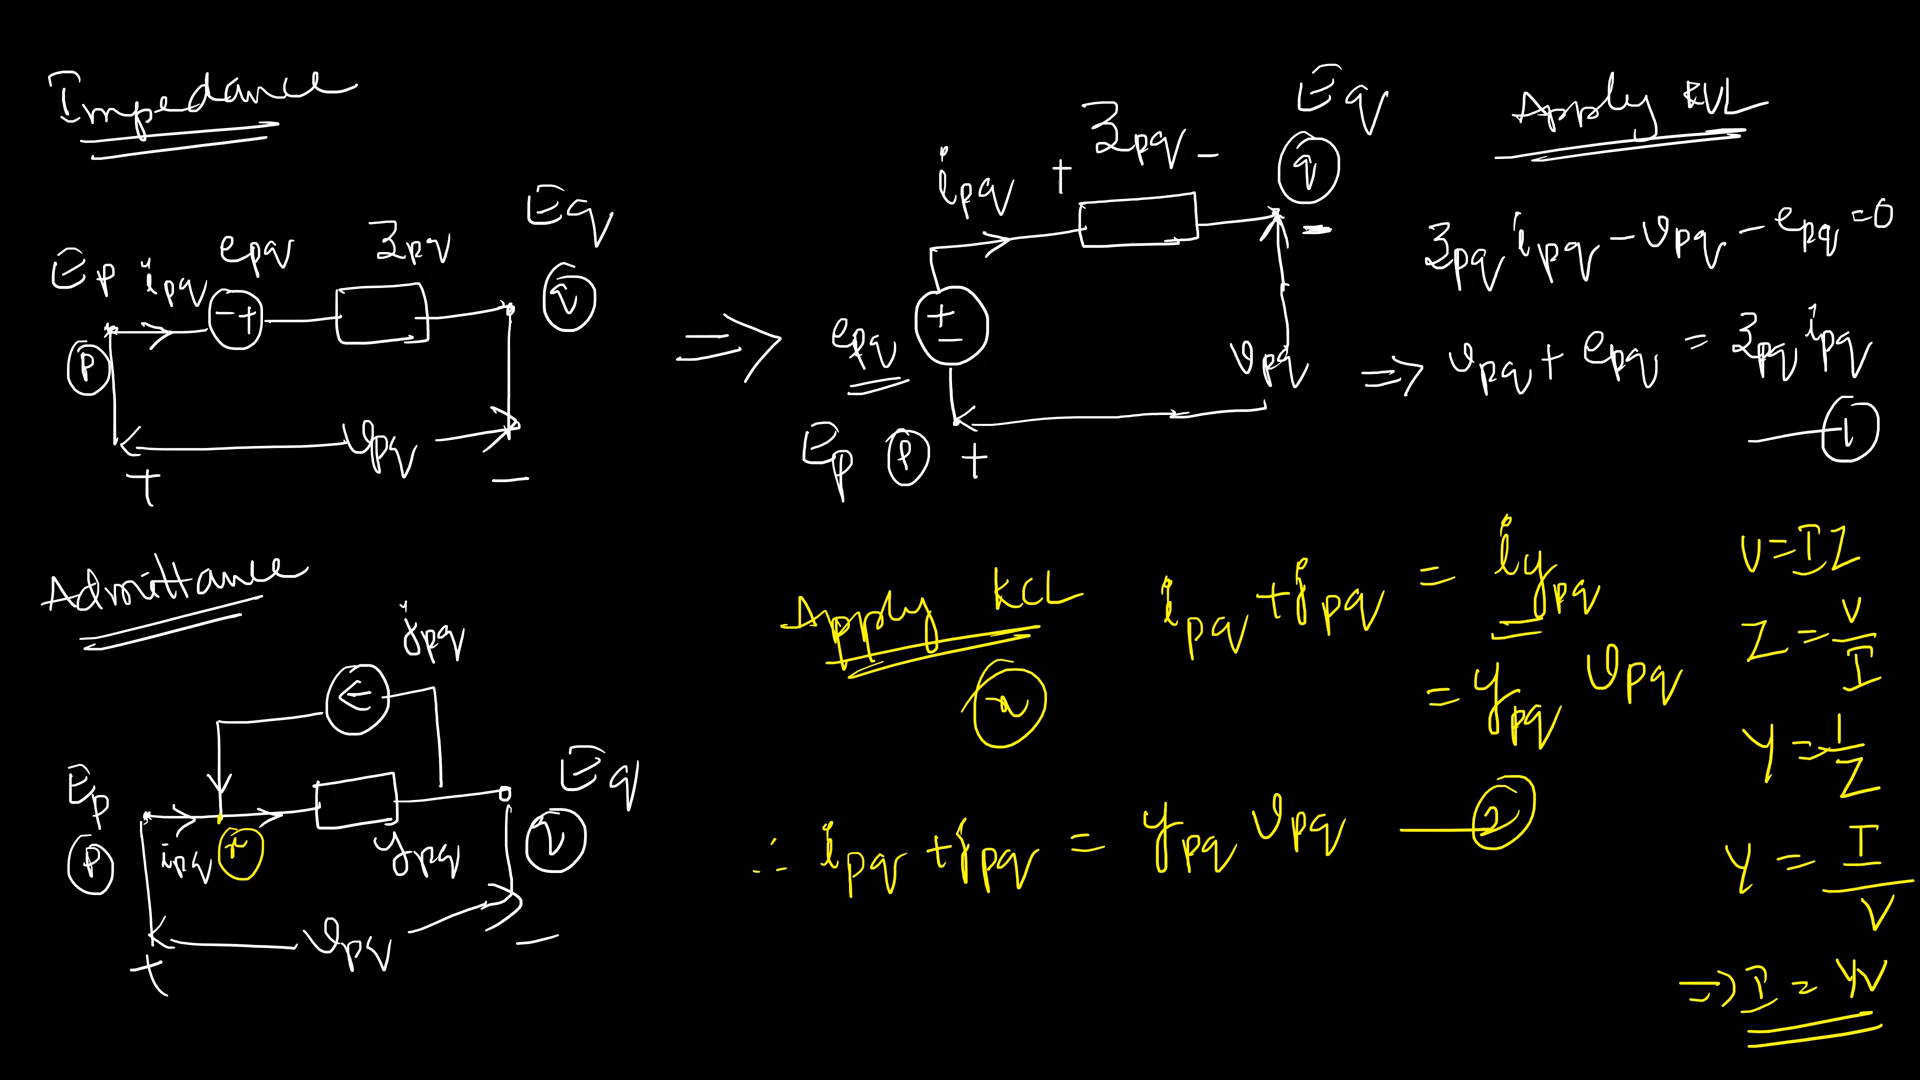 Impedance
Ep ipq epq zpq Eq
- +
p q
vpq
+ -
Eq
ipq + zpq - q
-
epq + -
vpq
Ep p +
Apply KVL
zpq ipq - vpq - epq = 0
⇒ vpq + epq = zpq ipq
— 1
Admittance
jpq
Ep Eq
p ipq x ypq q
vpq
+ -
Apply KCL ipq + jpq = iypq
x
= ypq vpq
∴ ipq + jpq = ypq vpq — 2
V = IZ
Z = V/I
Y = 1/Z
Y = I/V
⇒ I = YV